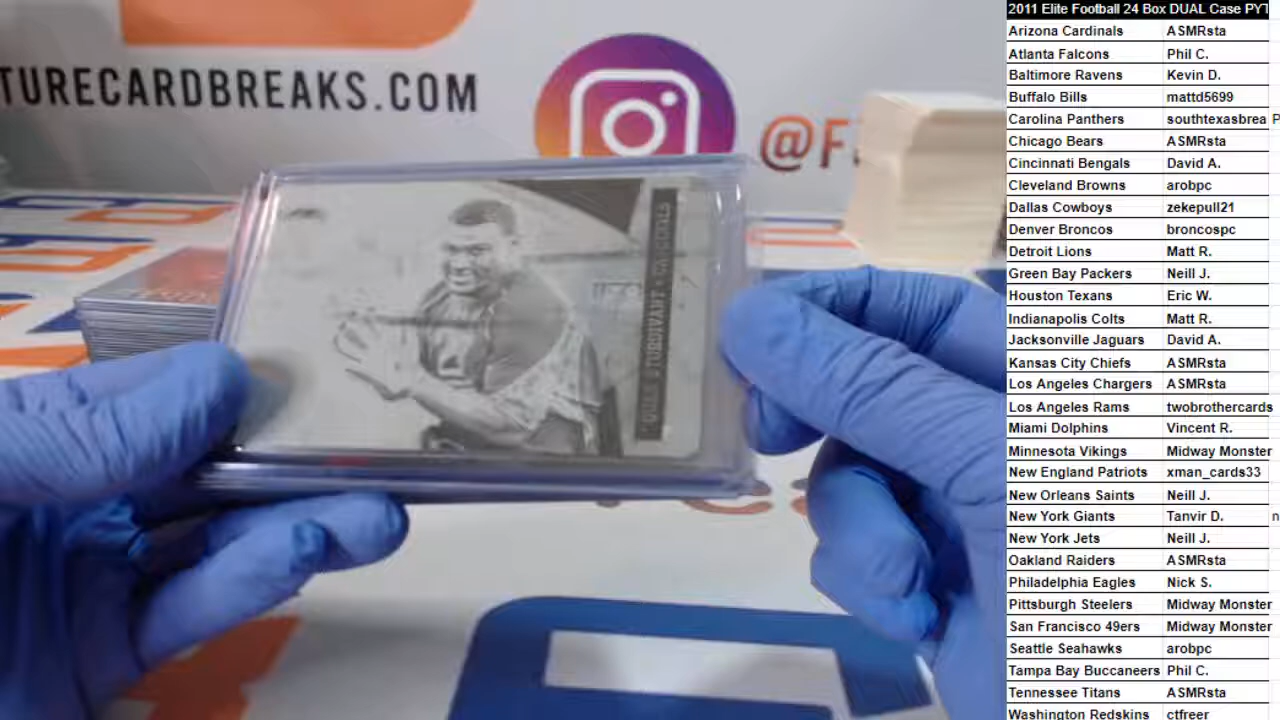 TURECARDBREAKS.COM
@F
QUAN STURDIVANT • CARDINALS
2011 Elite Football 24 Box DUAL Case PYT
Arizona Cardinals ASMRsta
Atlanta Falcons Phil C.
Baltimore Ravens Kevin D.
Buffalo Bills mattd5699
Carolina Panthers southtexasbrea P
Chicago Bears ASMRsta
Cincinnati Bengals David A.
Cleveland Browns arobpc
Dallas Cowboys zekepull21
Denver Broncos broncospc
Detroit Lions Matt R.
Green Bay Packers Neill J.
Houston Texans Eric W.
Indianapolis Colts Matt R.
Jacksonville Jaguars David A.
Kansas City Chiefs ASMRsta
Los Angeles Chargers ASMRsta
Los Angeles Rams twobrothercards
Miami Dolphins Vincent R.
Minnesota Vikings Midway Monster
New England Patriots xman_cards33
New Orleans Saints Neill J.
New York Giants Tanvir D. n
New York Jets Neill J.
Oakland Raiders ASMRsta
Philadelphia Eagles Nick S.
Pittsburgh Steelers Midway Monster
San Francisco 49ers Midway Monster
Seattle Seahawks arobpc
Tampa Bay Buccaneers Phil C.
Tennessee Titans ASMRsta
Washington Redskins ctfreer